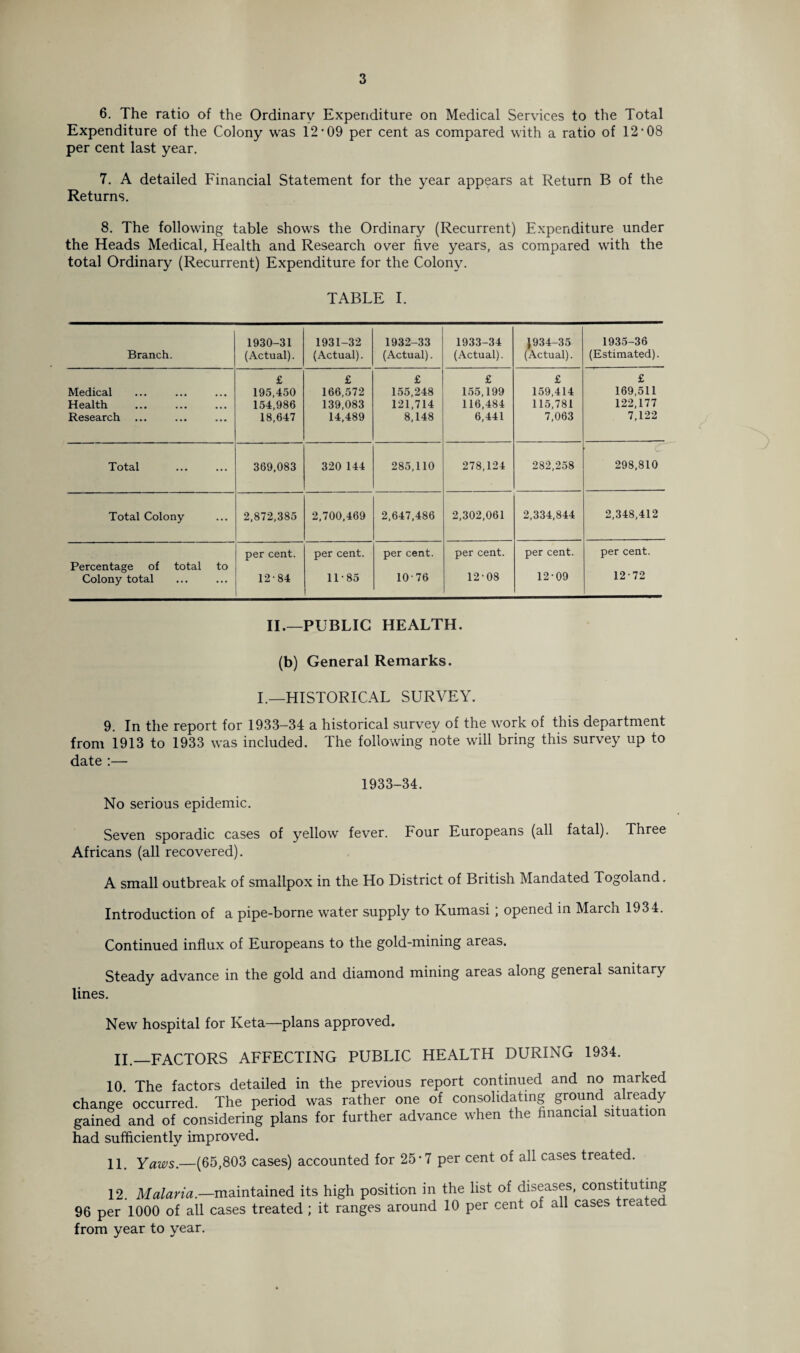 3
6. The ratio of the Ordinary Expenditure on Medical Services to the Total
Expenditure of the Colony was 12·09 per cent as compared with a ratio of 12·08
per cent last year.
7. A detailed Financial Statement for the year appears at Return B of the
Returns.
8. The following table shows the Ordinary (Recurrent) Expenditure under
the Heads Medical, Health and Research over five years, as compared with the
total Ordinary (Recurrent) Expenditure for the Colony.
TABLE I.
Branch. 1930–31 (Actual). 1931–32 (Actual). 1932–33 (Actual). 1933–34 (Actual). 1934–35 (Actual). 1935–36 (Estimated).
£ £ £ £ £ £
Medical ... ... ... 195,450 166,572 155,248 155,199 159,414 169,511
Health ... ... ... 154,986 139,083 121,714 116,484 115,781 122,177
Research ... ... ... 18,647 14,489 8,148 6,441 7,063 7,122
Total ... ... 369,083 320 144 285,110 278,124 282,258 298,810
Total Colony ... 2,872,385 2,700,469 2,647,486 2,302,061 2,334,844 2,348,412
per cent. per cent. per cent. per cent. per cent. per cent.
Percentage of total to
Colony total ... ... 12·84 11·85 10·76 12·08 12·09 12·72
II.—PUBLIC HEALTH.
(b) General Remarks.
I.—HISTORICAL SURVEY.
9. In the report for 1933–34 a historical survey of the work of this department
from 1913 to 1933 was included. The following note will bring this survey up to
date :—
1933–34.
No serious epidemic.
Seven sporadic cases of yellow fever. Four Europeans (all fatal). Three
Africans (all recovered).
A small outbreak of smallpox in the Ho District of British Mandated Togoland.
Introduction of a pipe-borne water supply to Kumasi ; opened in March 1934.
Continued influx of Europeans to the gold-mining areas.
Steady advance in the gold and diamond mining areas along general sanitary
lines.
New hospital for Keta—plans approved.
II.—FACTORS AFFECTING PUBLIC HEALTH DURING 1934.
10. The factors detailed in the previous report continued and no marked
change occurred. The period was rather one of consolidating ground already
gained and of considering plans for further advance when the financial situation
had sufficiently improved.
11. Yaws.—(65,803 cases) accounted for 25·7 per cent of all cases treated.
12. Malaria.—maintained its high position in the list of diseases, constituting
96 per 1000 of all cases treated ; it ranges around 10 per cent of all cases treated
from year to year.